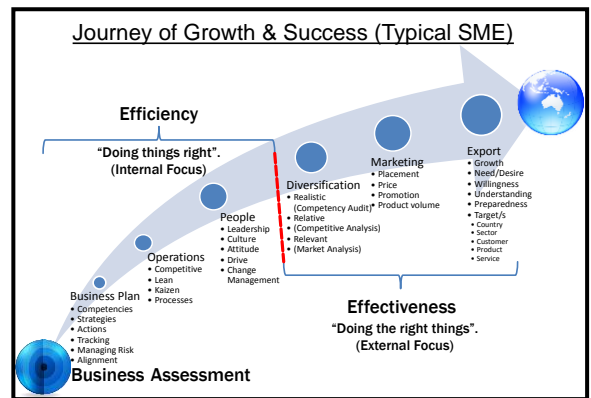 Journey of Growth & Success (Typical SME)
Efficiency
“Doing things right”.
(Internal Focus)
Business Plan
• Competencies
• Strategies
• Actions
• Tracking
• Managing Risk
• Alignment
Business Assessment
Operations
• Competitive
• Lean
• Kaizen
• Processes
People
• Leadership
• Culture
• Attitude
• Drive
• Change
Management
Diversification
• Realistic
(Competency Audit)
• Relative
(Competitive Analysis)
• Relevant
• (Market Analysis)
Marketing
• Placement
• Price
• Promotion
• Product volume
Export
• Growth
• Need/Desire
• Willingness
• Understanding
• Preparedness
• Target/s
• Country
• Sector
• Customer
• Product
• Service
Effectiveness
“Doing the right things”.
(External Focus)